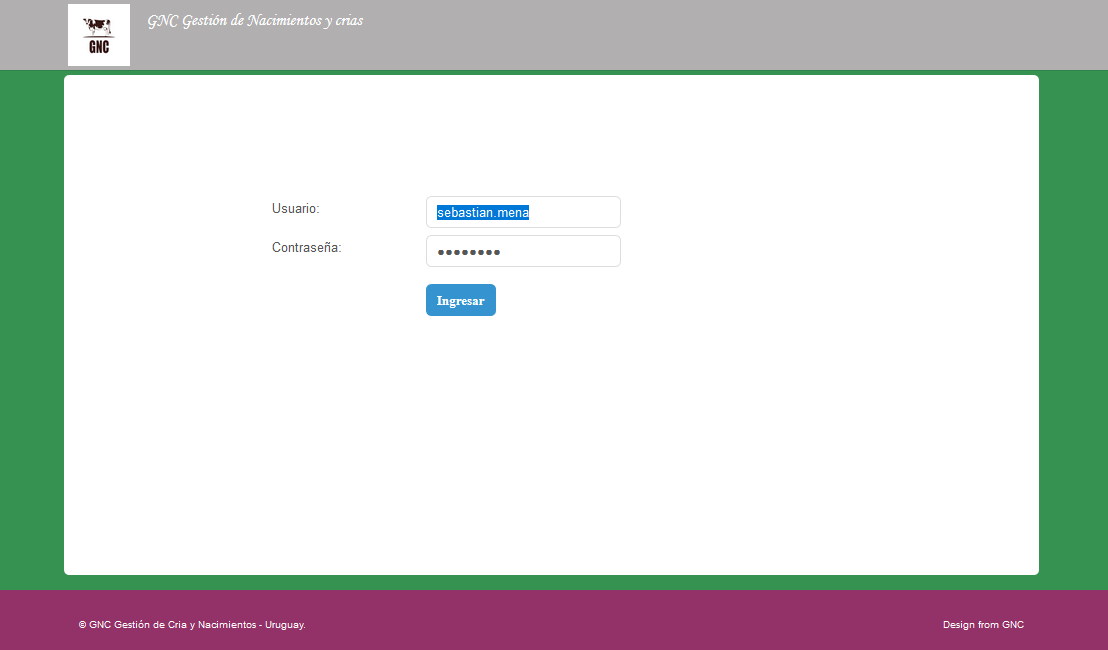 GNC
GNC Gestión de Nacimientos y crias
Usuario:
sebastian.mena
Contraseña:
••••••••
Ingresar
© GNC Gestión de Cria y Nacimientos - Uruguay.
Design from GNC